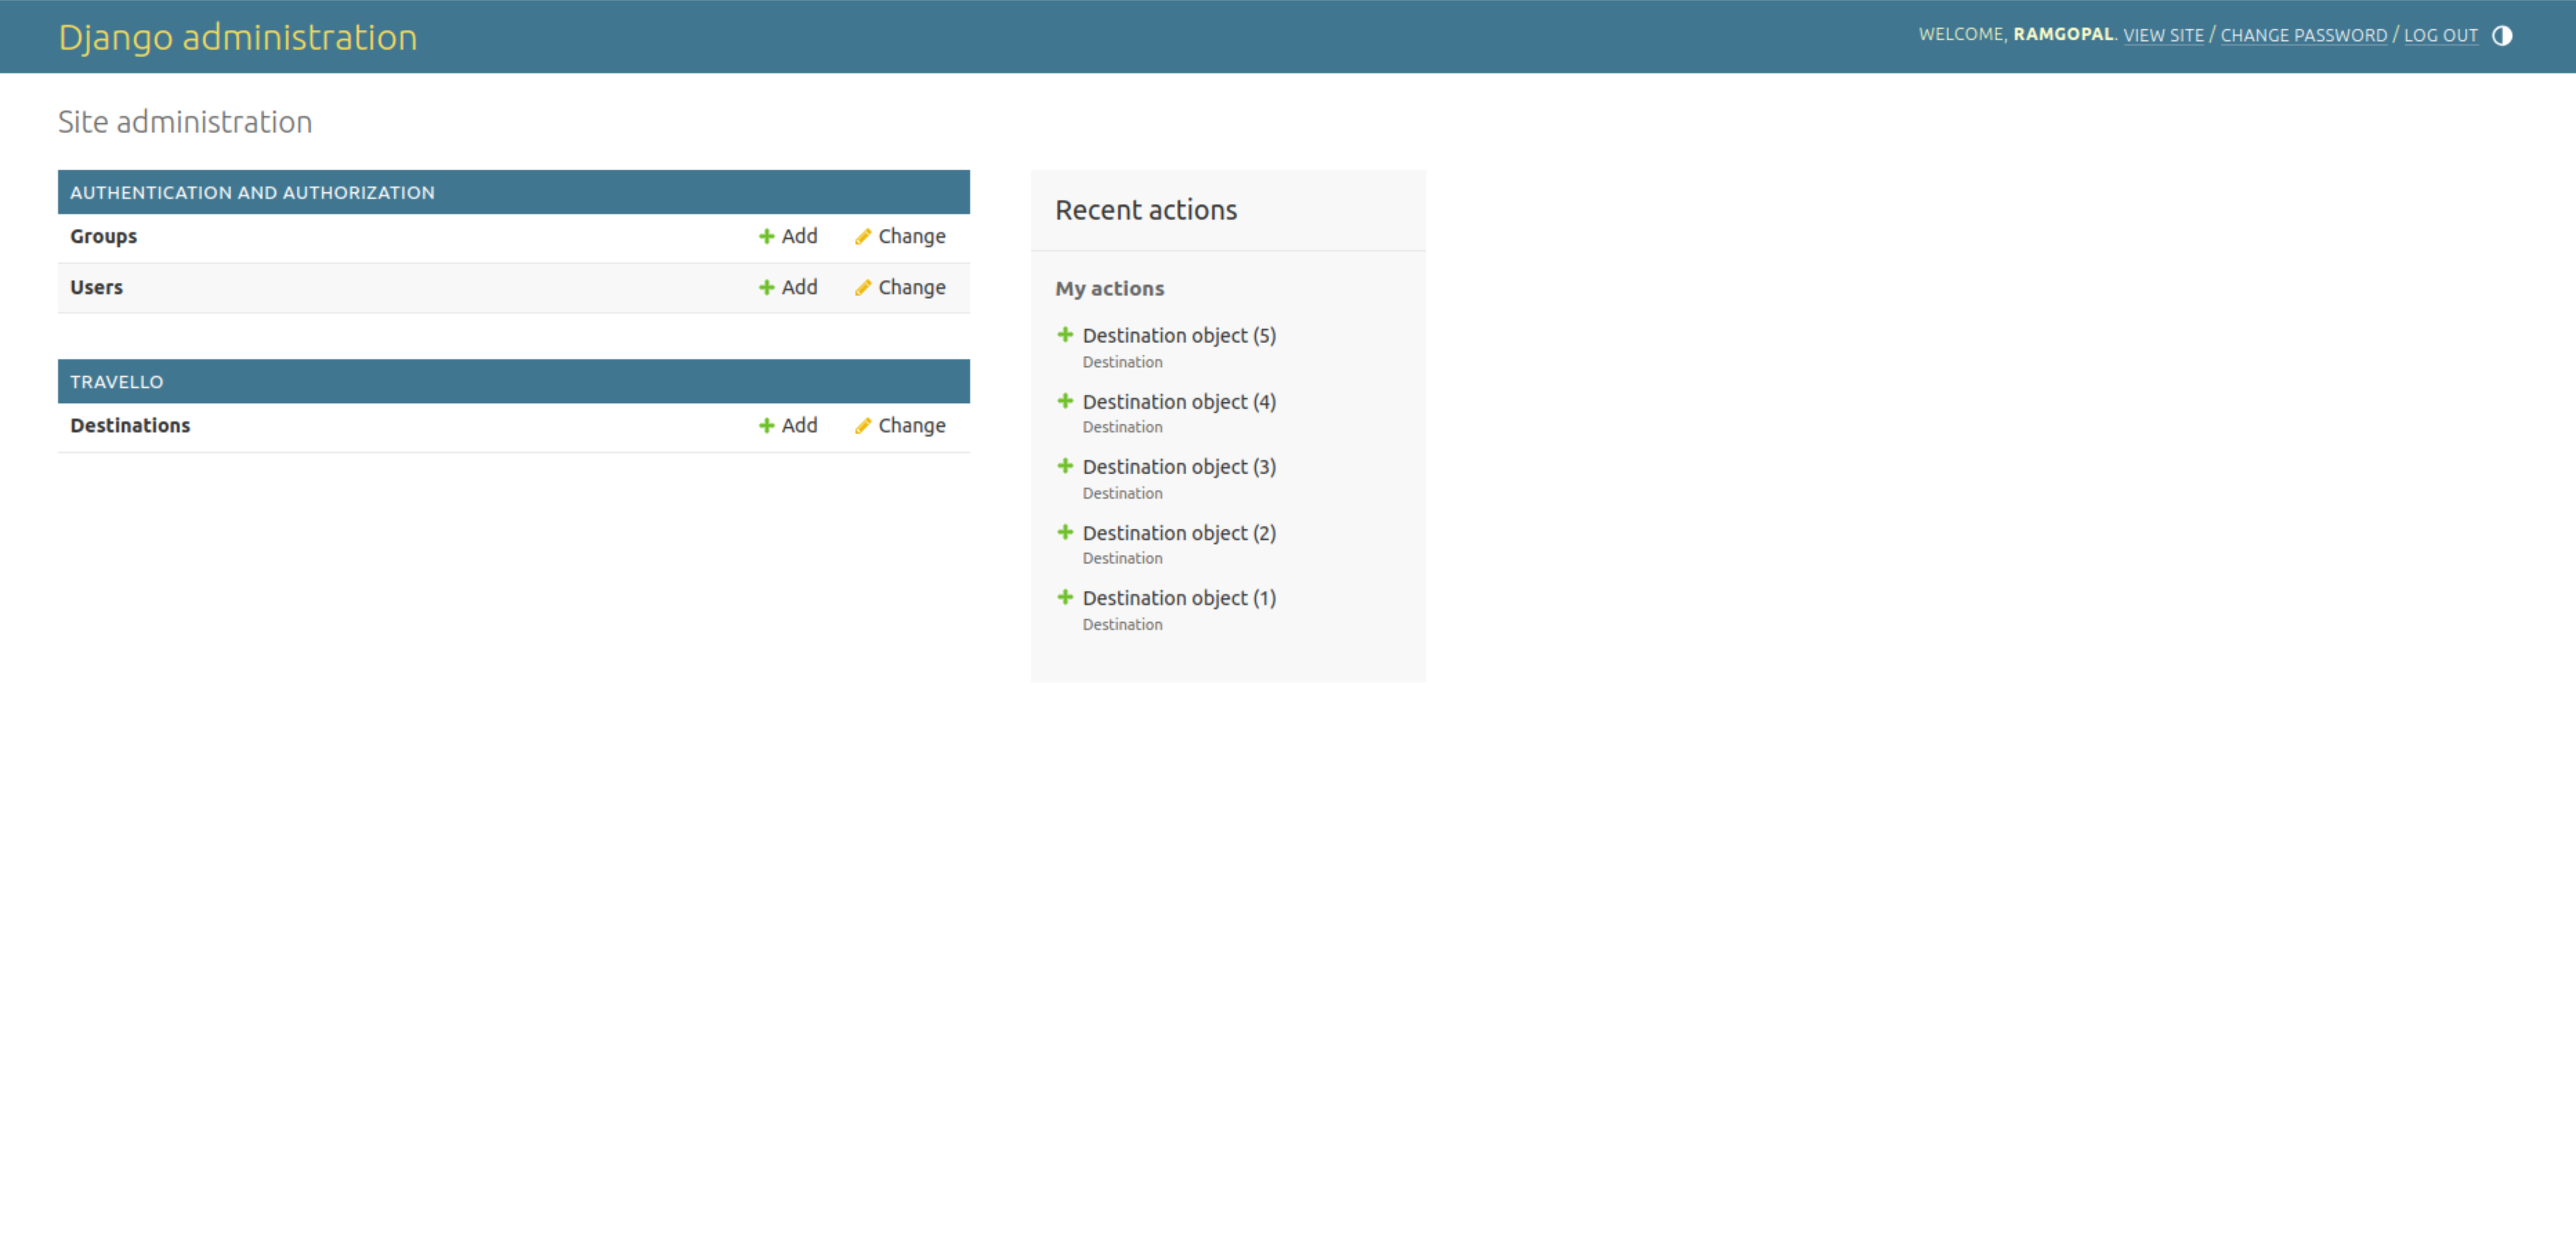 Django administration
WELCOME, RAMGOPAL. VIEW SITE / CHANGE PASSWORD / LOG OUT
Site administration
AUTHENTICATION AND AUTHORIZATION
Groups Add Change
Users Add Change
TRAVELLO
Destinations Add Change
Recent actions
My actions
Destination object (5)
Destination
Destination object (4)
Destination
Destination object (3)
Destination
Destination object (2)
Destination
Destination object (1)
Destination